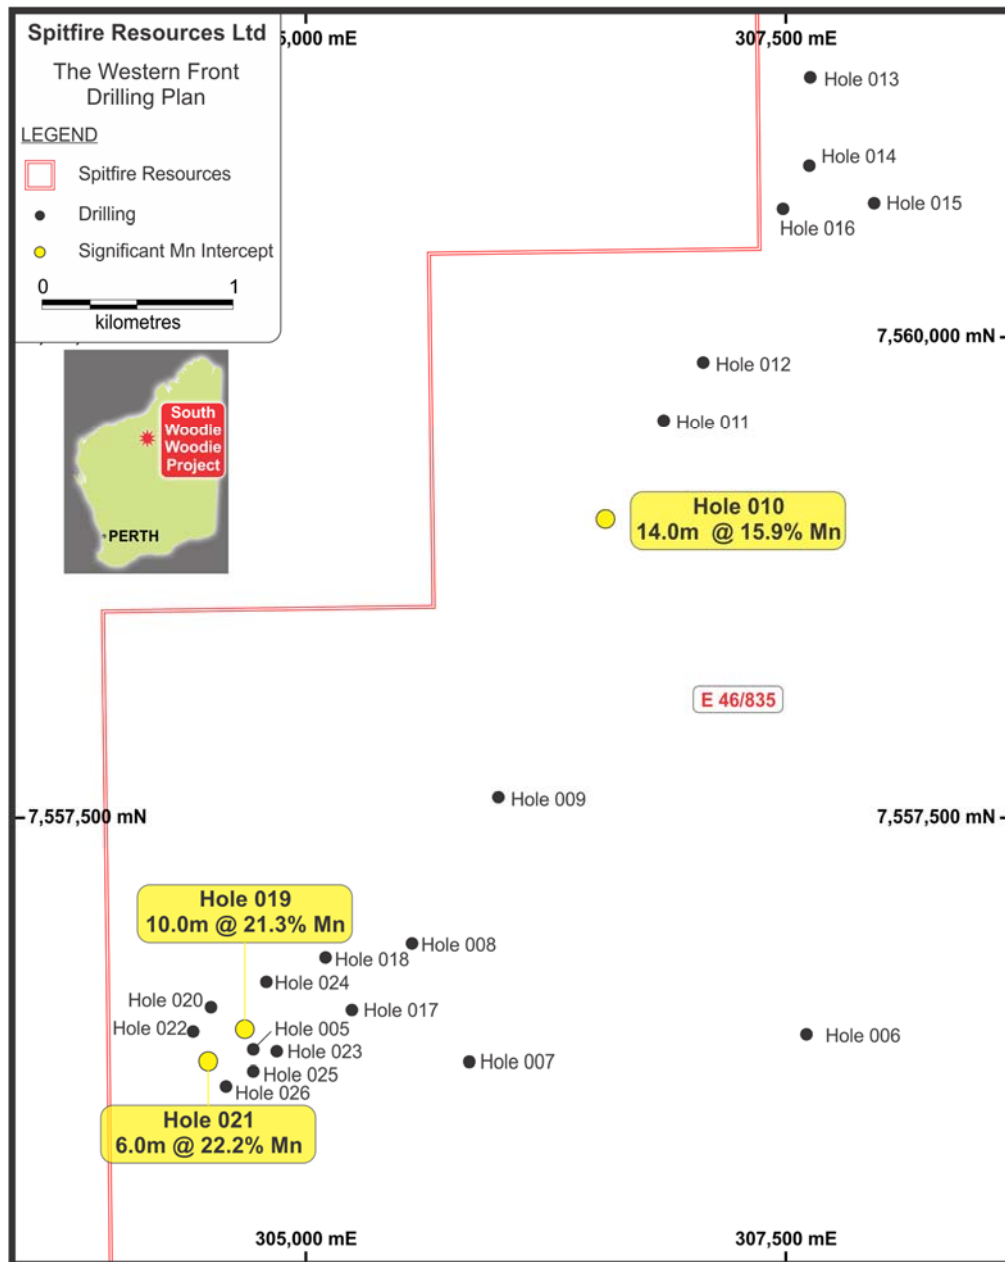 Spitfire Resources Ltd
The Western Front
Drilling Plan
LEGEND
Spitfire Resources
Drilling
Significant Mn Intercept
0 1
kilometres
5,000 mE
307,500 mE
Hole 013
Hole 014
Hole 015
Hole 016
7,560,000 mN
Hole 012
Hole 011
South
Woodie
Woodie
Project
PERTH
Hole 010
14.0m @ 15.9% Mn
E 46/835
Hole 009
7,557,500 mN
7,557,500 mN
Hole 019
10.0m @ 21.3% Mn
Hole 008
Hole 018
Hole 024
Hole 020
Hole 017
Hole 022
Hole 005
Hole 006
Hole 023
Hole 007
Hole 025
Hole 026
Hole 021
6.0m @ 22.2% Mn
305,000 mE
307,500 mE